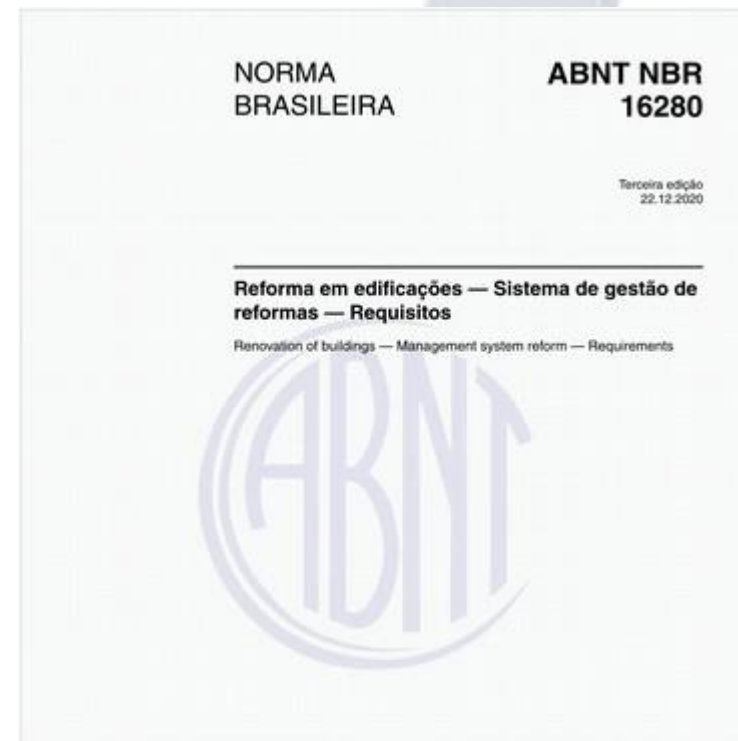 NORMA
BRASILEIRA
ABNT NBR
16280
Terceira edição
22.12.2020
Reforma em edificações — Sistema de gestão de
reformas — Requisitos
Renovation of buildings — Management system reform — Requirements
ABNT